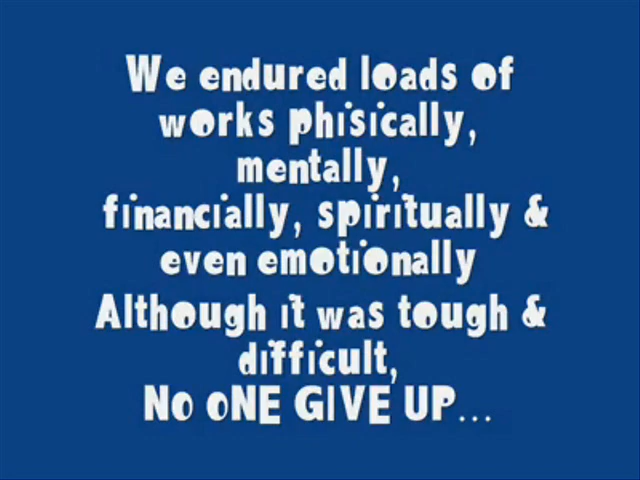 We endured loads of
works phisically,
mentally,
financially, spiritually &
even emotionally
Although it was tough &
difficult,
No oNE GIVE UP...